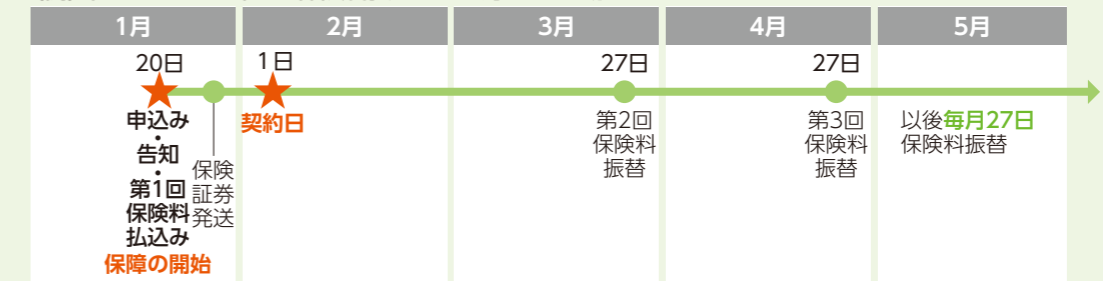 1月
2月
3月
4月
5月
20日
1日
27日
27日
申込み
・
告知
・
第1回
保険料
払込み
保障の開始
保険
証券
発送
契約日
第2回
保険料
振替
第3回
保険料
振替
以後毎月27日
保険料振替